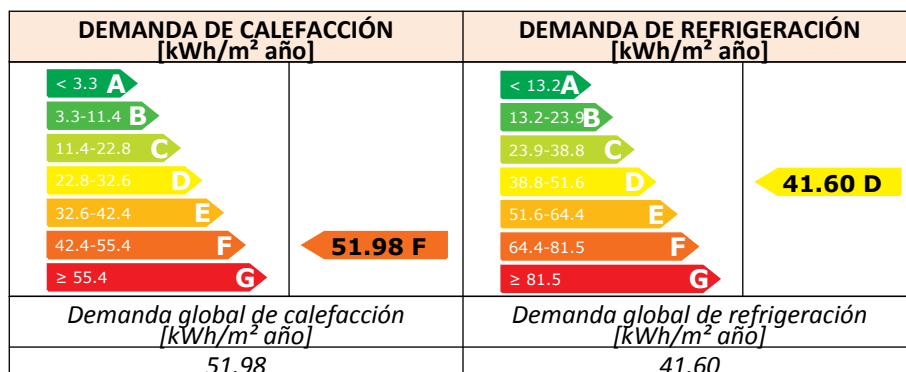 DEMANDA DE CALEFACCIÓN
[kWh/m² año]
< 3.3 A
3.3-11.4 B
11.4-22.8 C
22.8-32.6 D
32.6-42.4 E
42.4-55.4 F
≥ 55.4 G
51.98 F
DEMANDA DE REFRIGERACIÓN
[kWh/m² año]
< 13.2 A
13.2-23.9 B
23.9-38.8 C
38.8-51.6 D
51.6-64.4 E
64.4-81.5 F
≥ 81.5 G
41.60 D
Demanda global de calefacción
[kWh/m² año]
51.98
Demanda global de refrigeración
[kWh/m² año]
41.60